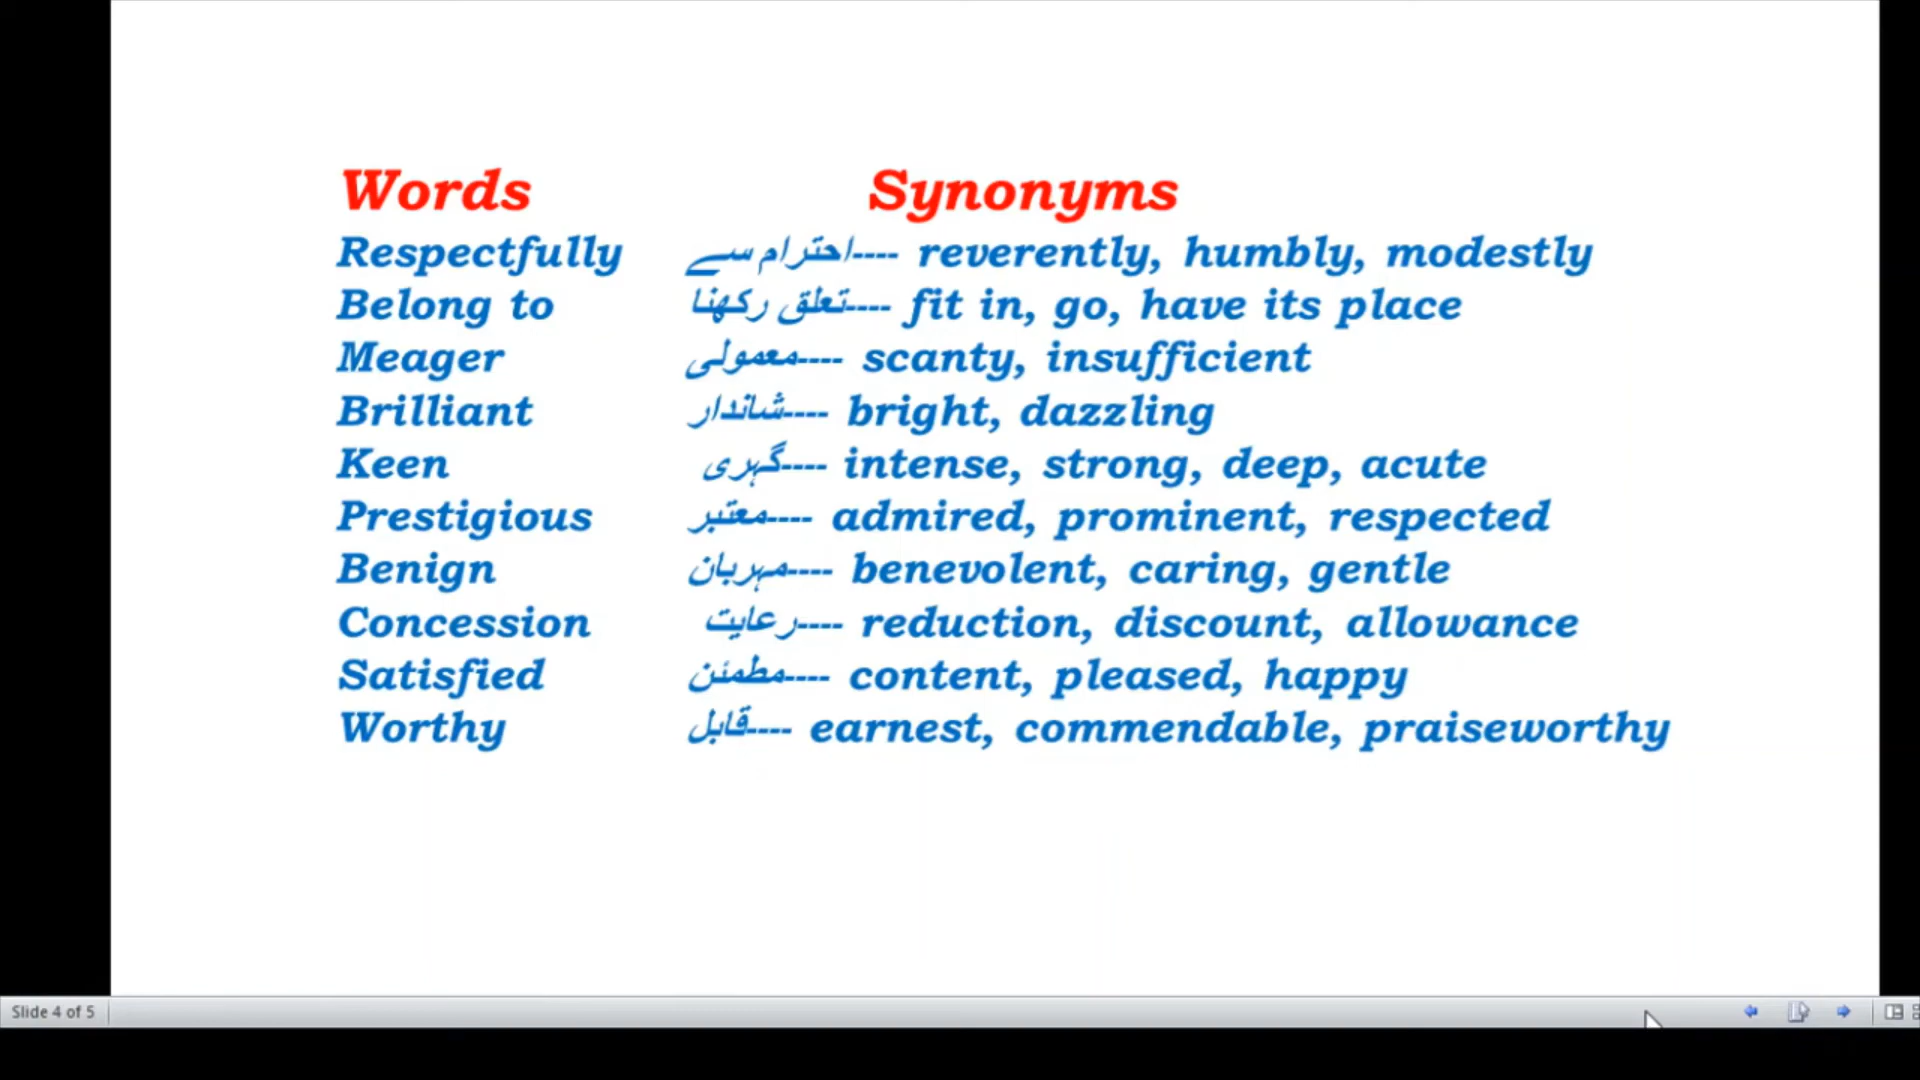 Words Synonyms
Respectfully احترام سے---- reverently, humbly, modestly
Belong to تعلق رکھنا---- fit in, go, have its place
Meager معمولی---- scanty, insufficient
Brilliant شاندار---- bright, dazzling
Keen گہری---- intense, strong, deep, acute
Prestigious معتبر---- admired, prominent, respected
Benign مہربان---- benevolent, caring, gentle
Concession رعایت---- reduction, discount, allowance
Satisfied مطمئن---- content, pleased, happy
Worthy قابل---- earnest, commendable, praiseworthy
Slide 4 of 5